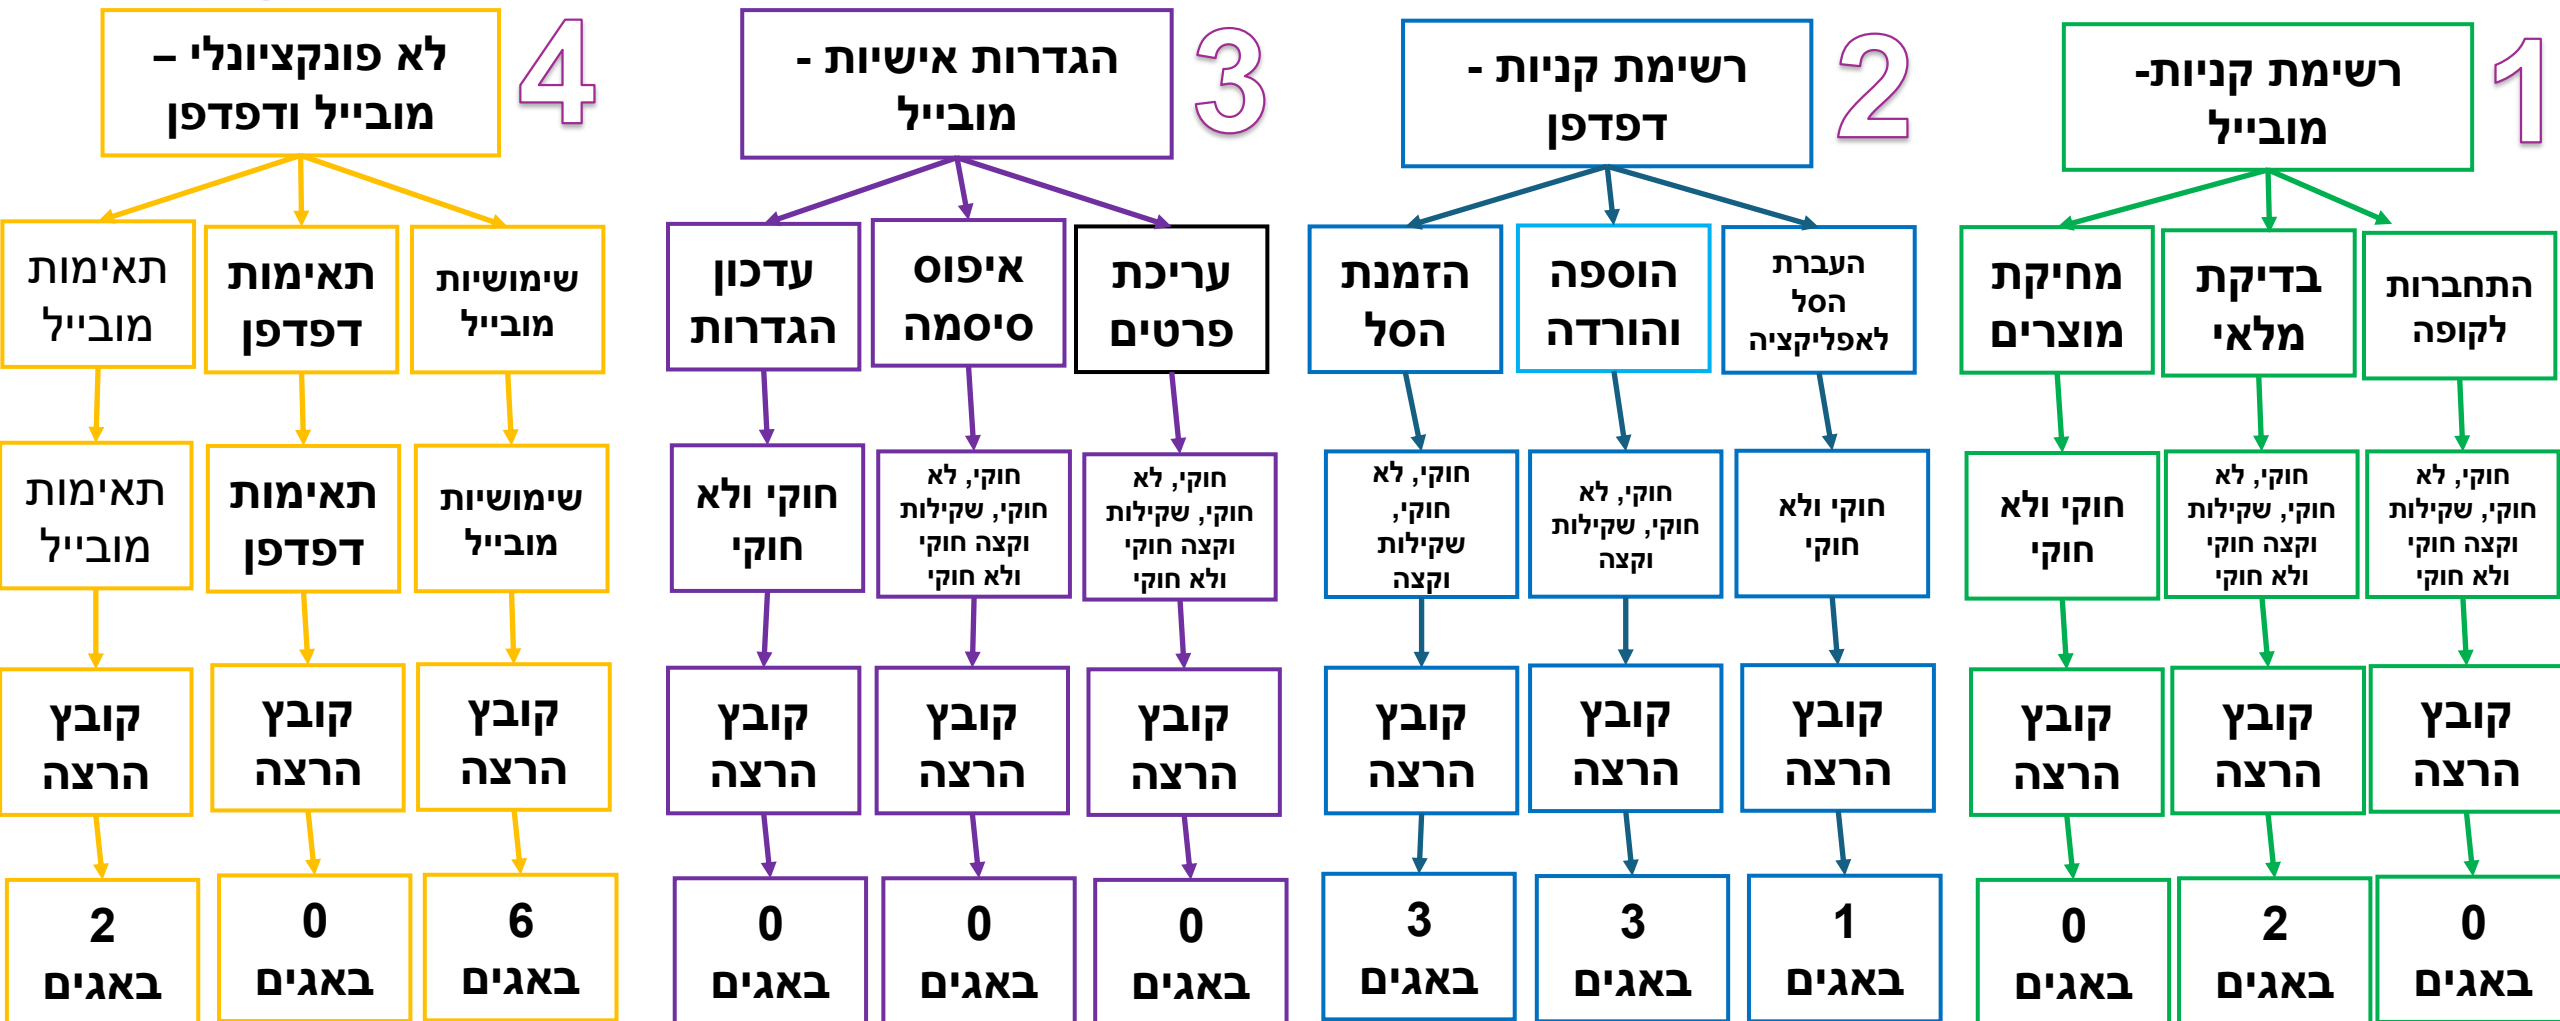 1
רשימת קניות-
מובייל
2
רשימת קניות -
דפדפן
3
הגדרות אישיות -
מובייל
4
לא פונקציונלי –
מובייל ודפדפן
התחברות
לקופה
בדיקת
מלאי
מחיקת
מוצרים
העברת
הסל
לאפליקציה
הוספה
והורדה
הזמנת
הסל
עריכת
פרטים
איפוס
סיסמה
עדכון
הגדרות
שימושיות
מובייל
תאימות
דפדפן
תאימות
מובייל
חוקי, לא
חוקי, שקילות
וקצה חוקי
ולא חוקי
חוקי, לא
חוקי, שקילות
וקצה חוקי
ולא חוקי
חוקי ולא
חוקי
חוקי ולא
חוקי
חוקי, לא
חוקי, שקילות
וקצה
חוקי, לא
חוקי,
שקילות
וקצה
חוקי, לא
חוקי, שקילות
וקצה חוקי
ולא חוקי
חוקי, לא
חוקי, שקילות
וקצה חוקי
ולא חוקי
חוקי ולא
חוקי
שימושיות
מובייל
תאימות
דפדפן
תאימות
מובייל
קובץ
הרצה
קובץ
הרצה
קובץ
הרצה
קובץ
הרצה
קובץ
הרצה
קובץ
הרצה
קובץ
הרצה
קובץ
הרצה
קובץ
הרצה
קובץ
הרצה
קובץ
הרצה
קובץ
הרצה
0
באגים
2
באגים
0
באגים
1
באגים
3
באגים
3
באגים
0
באגים
0
באגים
0
באגים
6
באגים
0
באגים
2
באגים